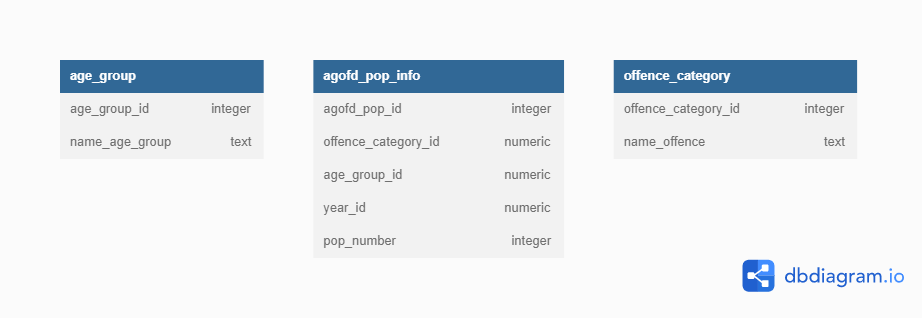 age_group
age_group_id integer
name_age_group text
agofd_pop_info
agofd_pop_id integer
offence_category_id numeric
age_group_id numeric
year_id numeric
pop_number integer
offence_category
offence_category_id integer
name_offence text
dbdiagram.io